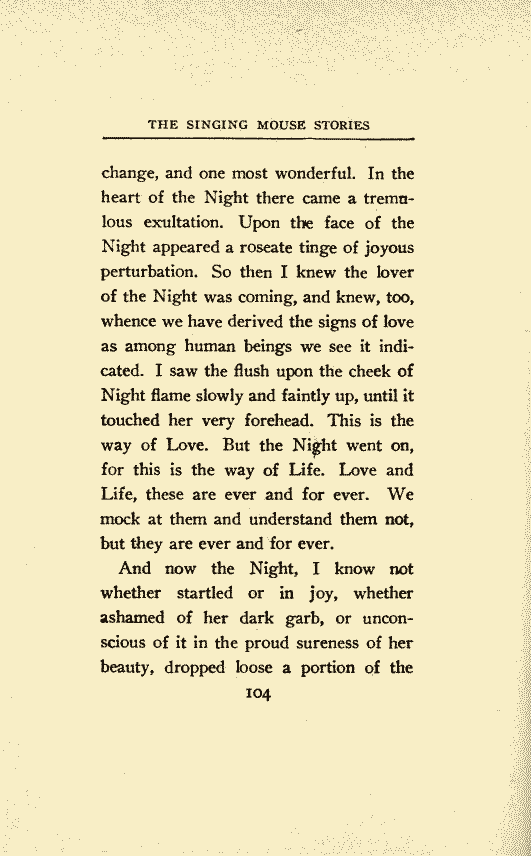 THE SINGING MOUSE STORIES
change, and one most wonderful. In the
heart of the Night there came a tremu-
lous exultation. Upon the face of the
Night appeared a roseate tinge of joyous
perturbation. So then I knew the lover
of the Night was coming, and knew, too,
whence we have derived the signs of love
as among human beings we see it indi-
cated. I saw the flush upon the cheek of
Night flame slowly and faintly up, until it
touched her very forehead. This is the
way of Love. But the Night went on,
for this is the way of Life. Love and
Life, these are ever and for ever. We
mock at them and understand them not,
but they are ever and for ever.
And now the Night, I know not
whether startled or in joy, whether
ashamed of her dark garb, or uncon-
scious of it in the proud sureness of her
beauty, dropped loose a portion of the
104